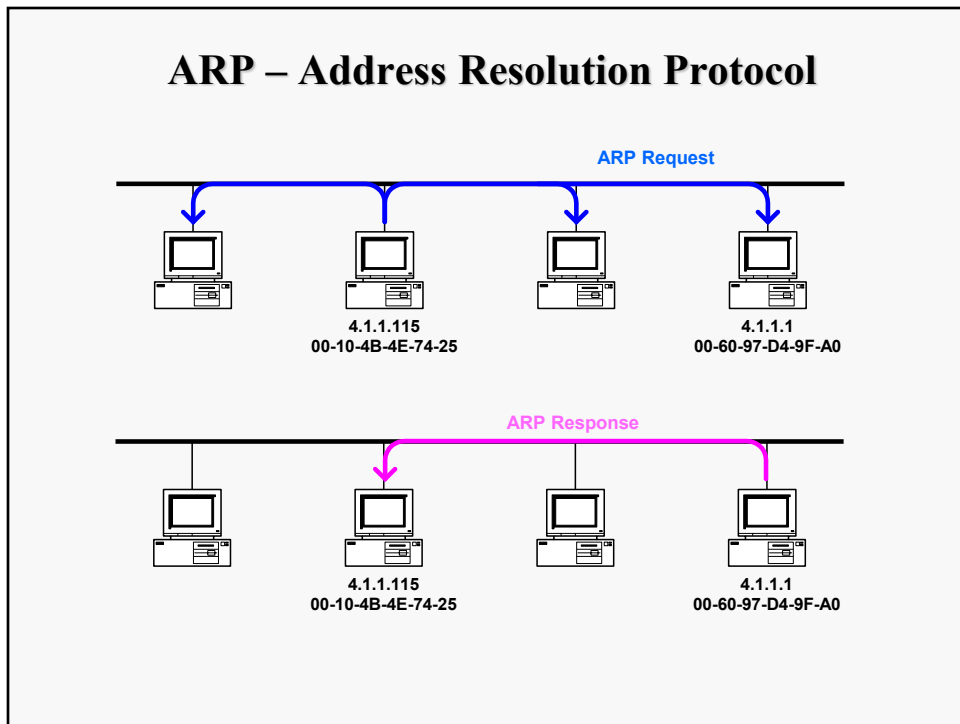 ARP – Address Resolution Protocol
ARP Request
4.1.1.115
00-10-4B-4E-74-25
4.1.1.1
00-60-97-D4-9F-A0
ARP Response
4.1.1.115
00-10-4B-4E-74-25
4.1.1.1
00-60-97-D4-9F-A0